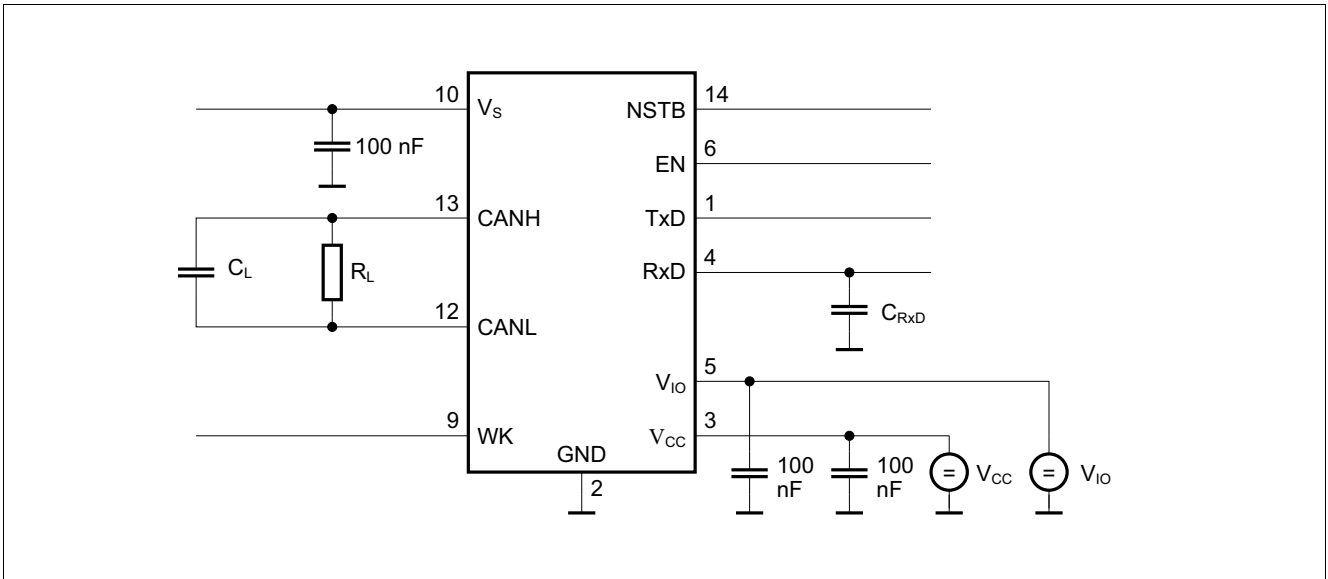 10
V_S
NSTB
14
100 nF
EN
6
13
CANH
TxD
1
C_L
R_L
RxD
4
C_RxD
12
CANL
V_IO
5
9
WK
V_CC
3
GND
2
100
nF
100
nF
=
V_CC
=
V_IO